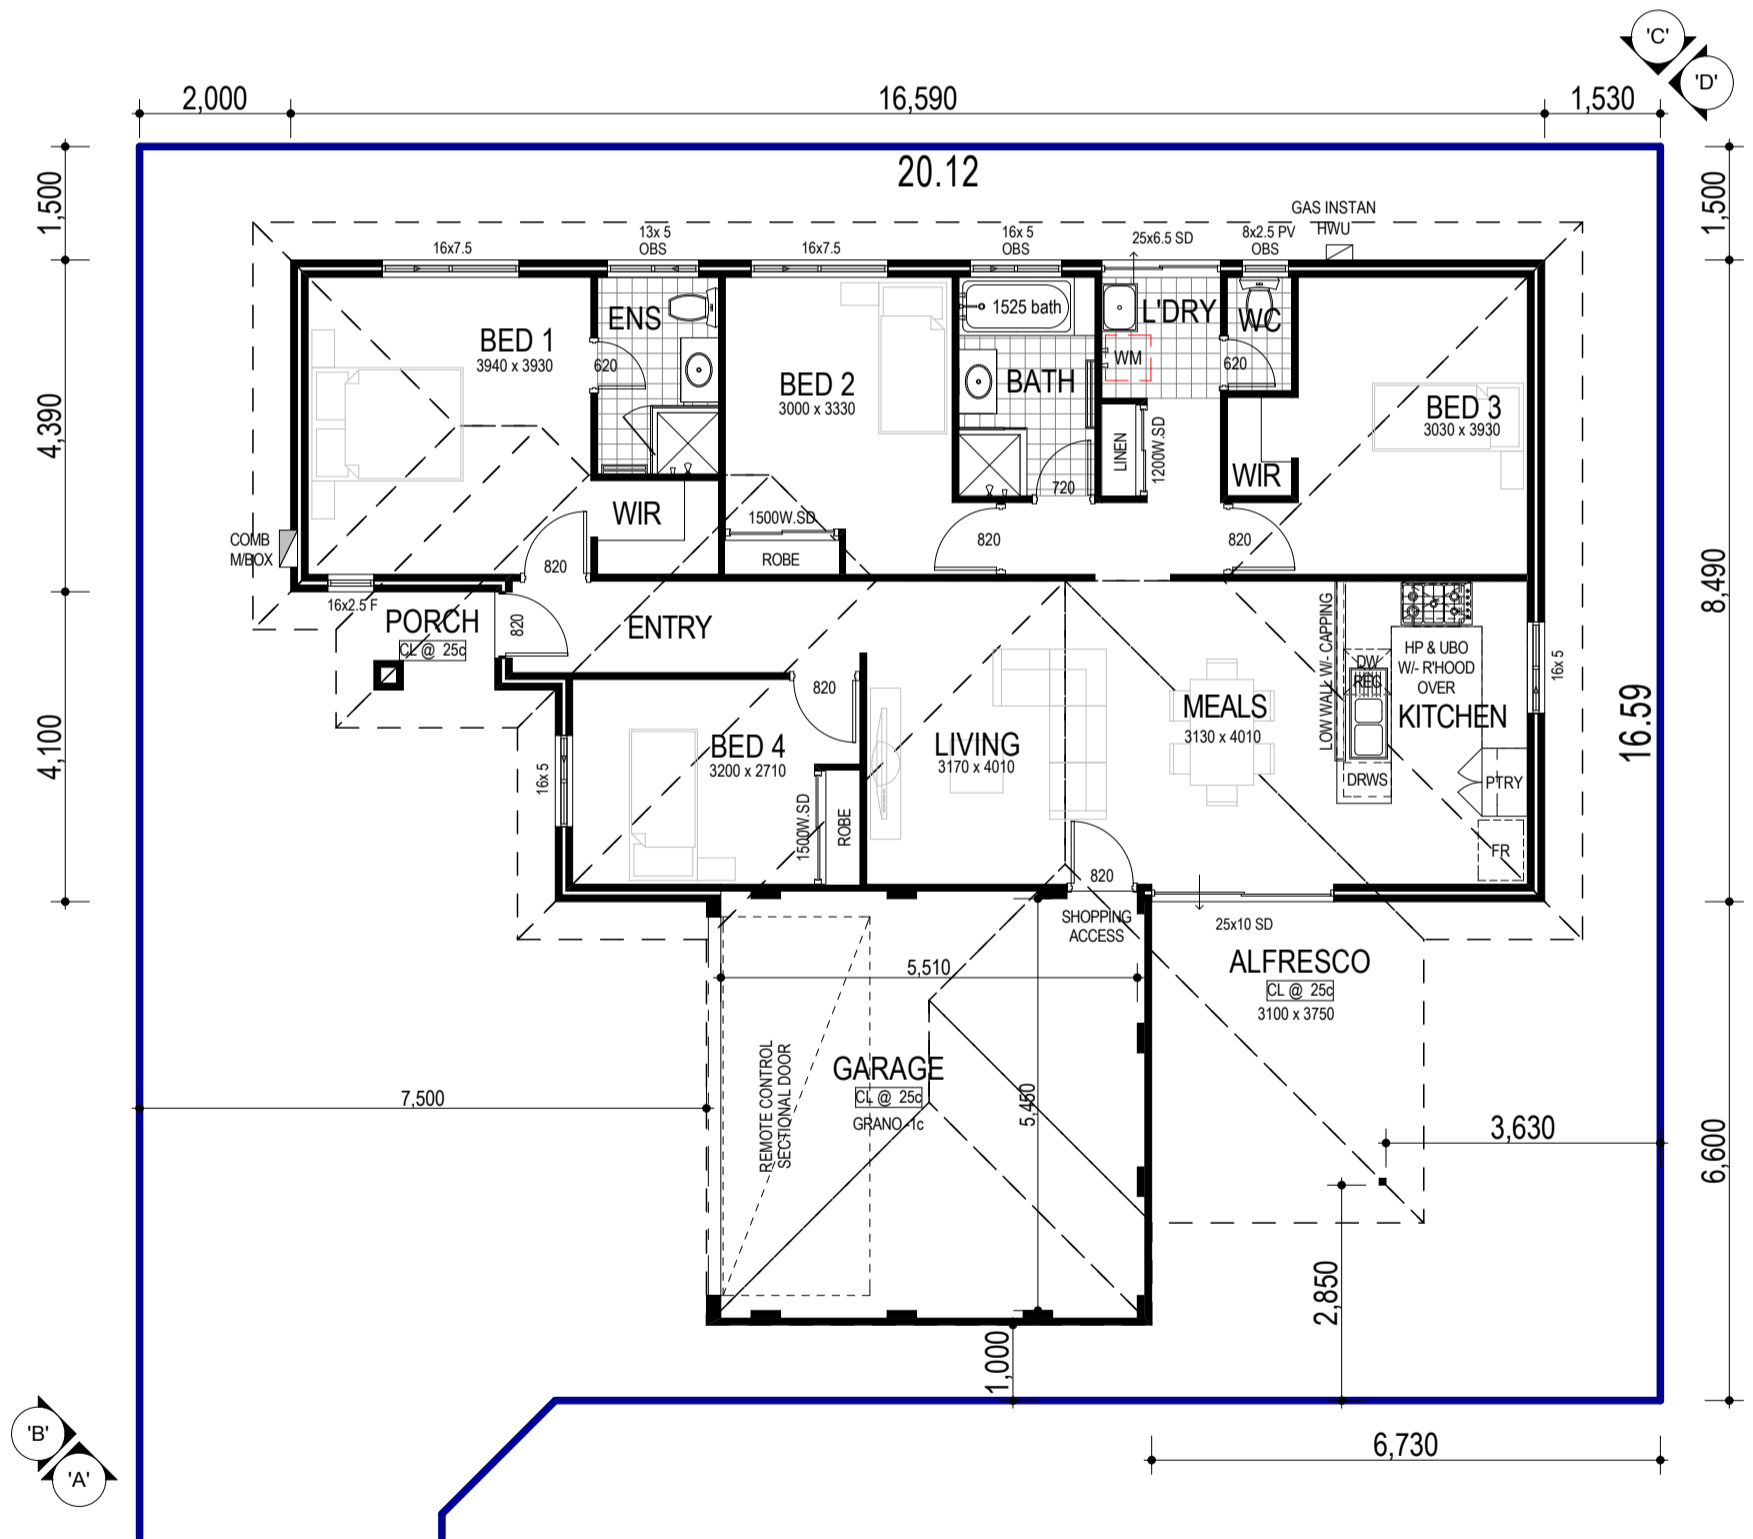 'C'
'D'
2,000
16,590
1,530
20.12
1,500
4,390
4,100
1,500
8,490
16.59
6,600
GAS INSTAN
HWU
16x7.5
13x 5
OBS
16x7.5
16x 5
OBS
25x6.5 SD
8x2.5 PV
OBS
BED 1
3940 x 3930
ENS
620
BED 2
3000 x 3330
1525 bath
BATH
L'DRY
WM
WC
620
BED 3
3030 x 3930
LINEN
1200W.SD
WIR
WIR
720
1500W.SD
ROBE
820
820
820
COMB
M/BOX
16x2.5 F
PORCH
CL @ 25c
820
ENTRY
820
BED 4
3200 x 2710
16x 5
1500W.SD
ROBE
LIVING
3170 x 4010
MEALS
3130 x 4010
LOW WALL W/- CAPPING
DW
REC
HP & UBO
W/- R'HOOD
OVER
KITCHEN
DRWS
PTRY
FR
16x 5
820
SHOPPING
ACCESS
25x10 SD
ALFRESCO
CL @ 25c
3100 x 3750
5,510
5,450
GARAGE
CL @ 25c
GRANO -1c
REMOTE CONTROL
SECTIONAL DOOR
7,500
3,630
2,850
1,000
6,730
'B'
'A'